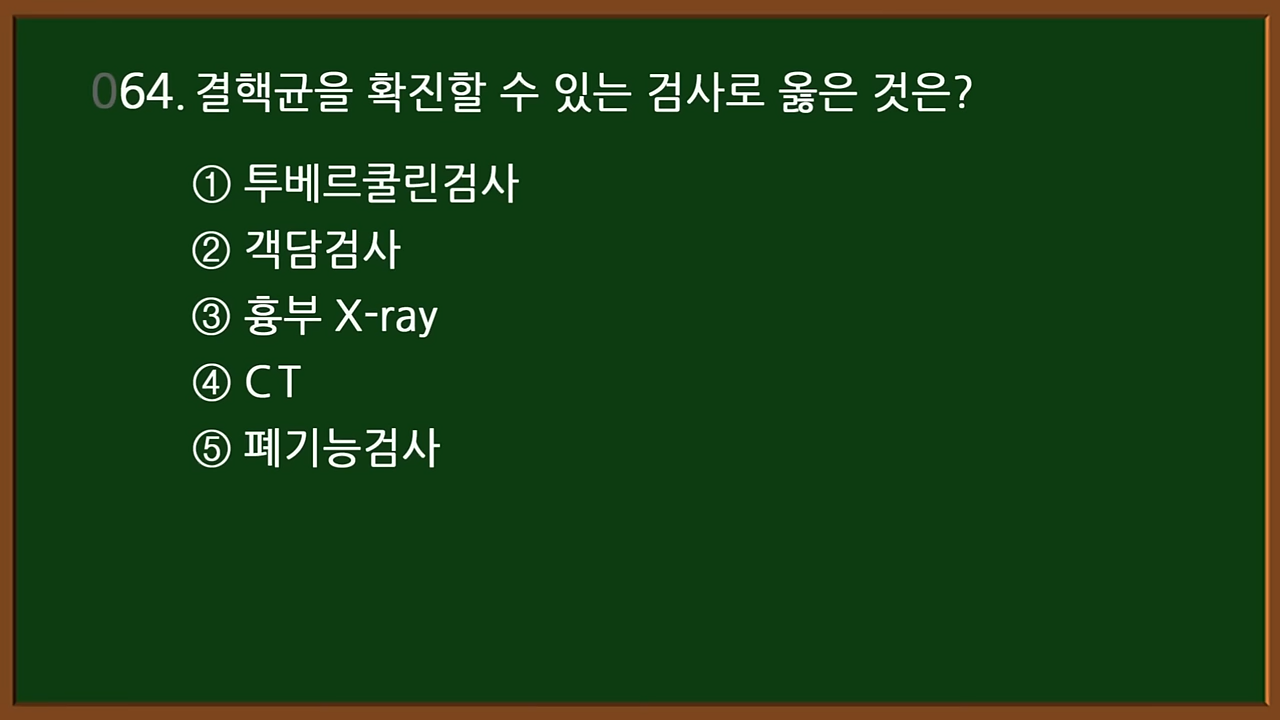 064. 결핵균을 확진할 수 있는 검사로 옳은 것은?
① 투베르쿨린검사
② 객담검사
③ 흉부 X-ray
④ CT
⑤ 폐기능검사